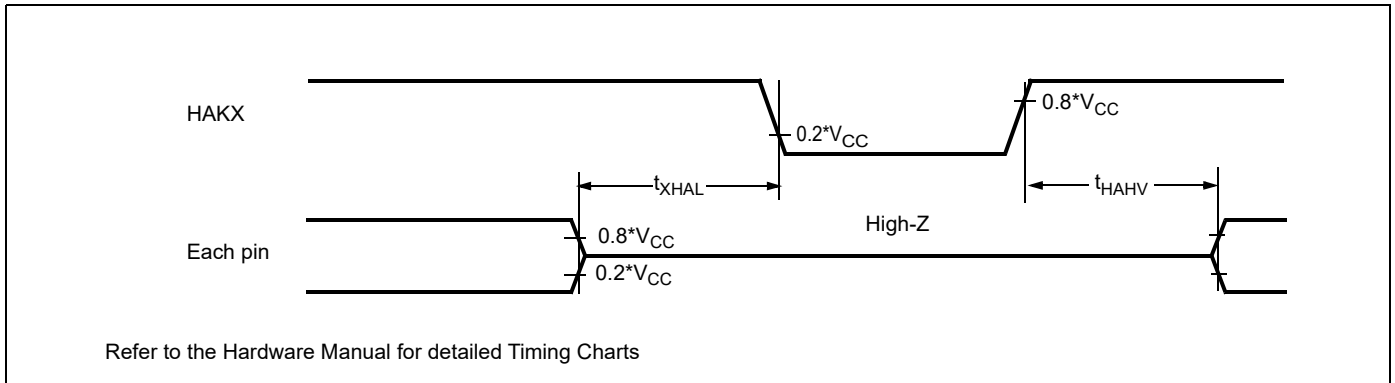 HAKX
0.8*VCC
0.2*VCC
tXHAL
tHAHV
High-Z
Each pin
0.8*VCC
0.2*VCC
Refer to the Hardware Manual for detailed Timing Charts